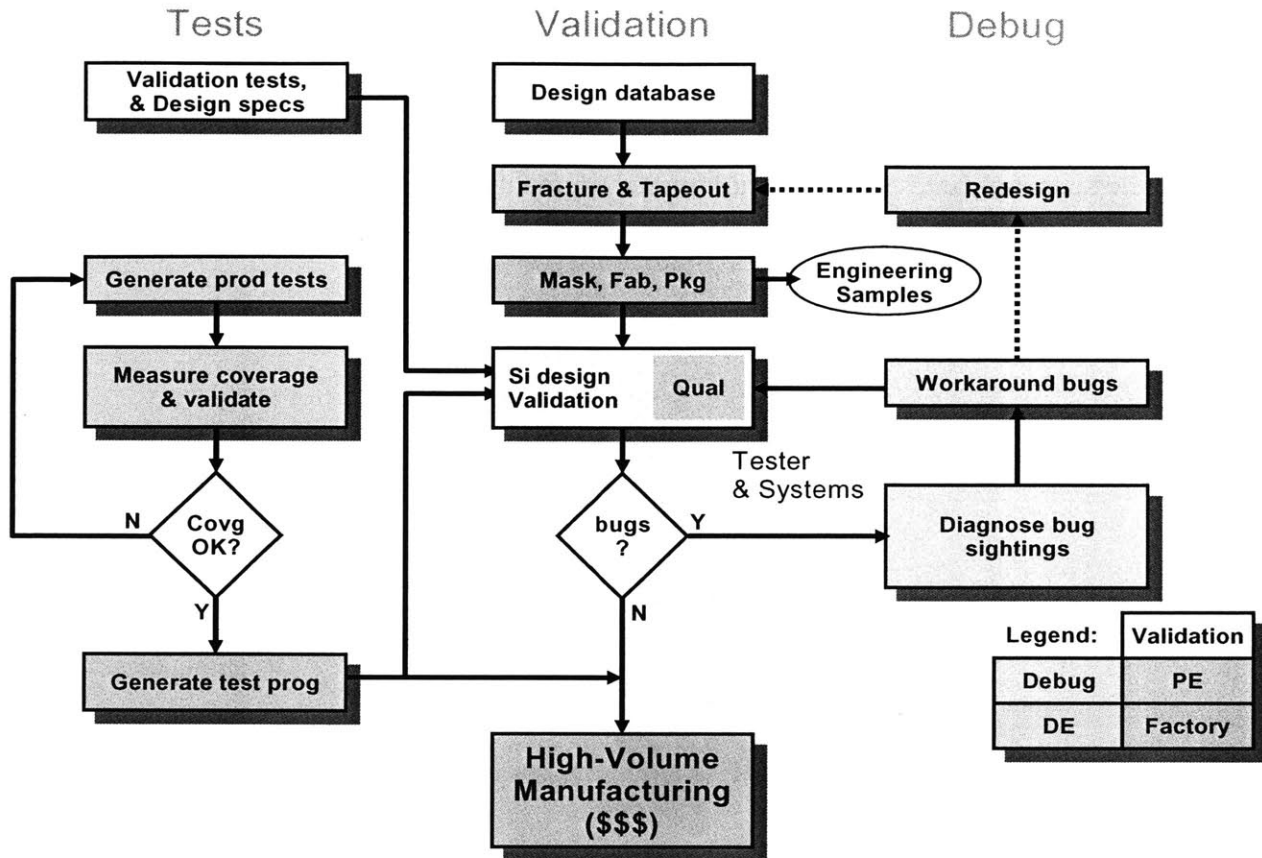 Tests
Validation
Debug
Validation tests,
& Design specs
Design database
Fracture & Tapeout
Redesign
Generate prod tests
Mask, Fab, Pkg
Engineering
Samples
Measure coverage
& validate
Si design
Validation
Qual
Workaround bugs
Tester
& Systems
N
Covg
OK?
Y
bugs
?
Y
N
Diagnose bug
sightings
Generate test prog
High-Volume
Manufacturing
($$$)
Legend:
Validation
Debug
PE
DE
Factory